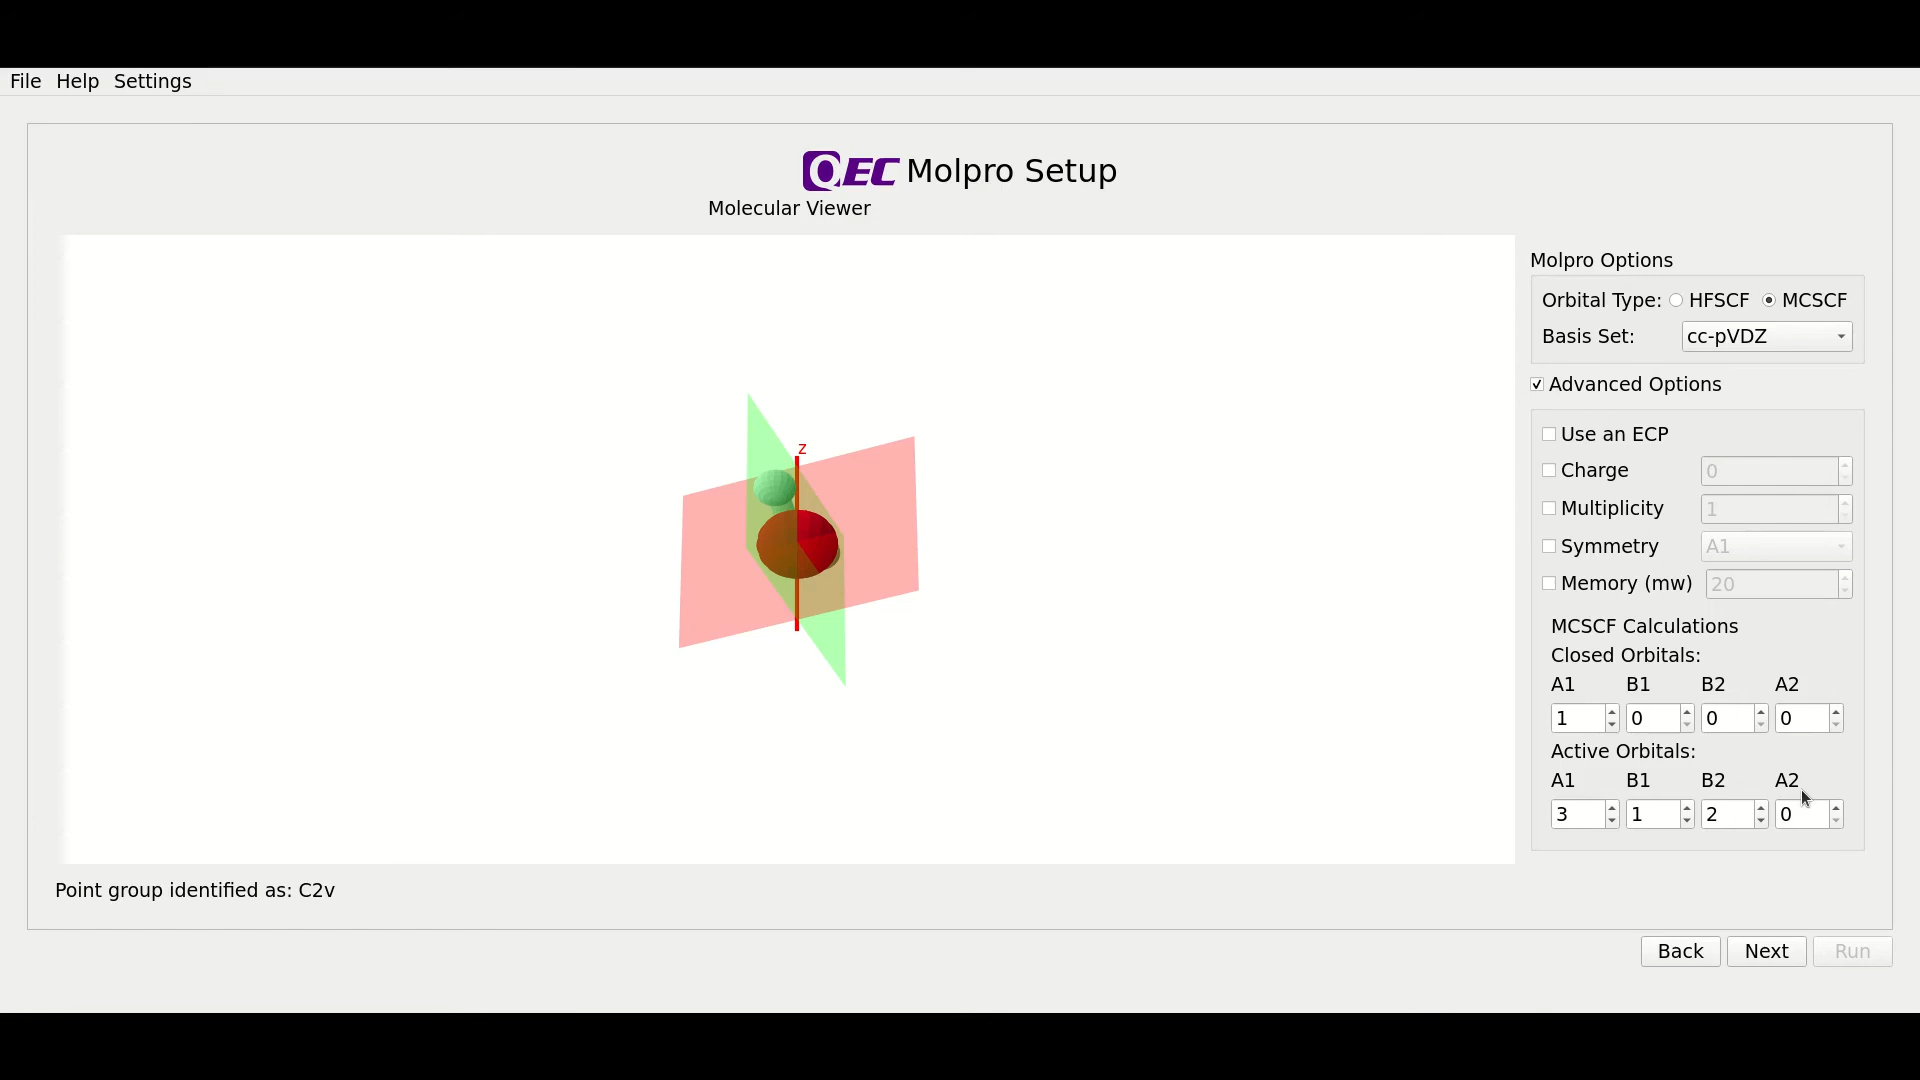 File Help Settings
QEC Molpro Setup
Molecular Viewer
Z
Molpro Options
Orbital Type: HFSCF MCSCF
Basis Set: cc-pVDZ
Advanced Options
Use an ECP
Charge 0
Multiplicity 1
Symmetry A1
Memory (mw) 20
MCSCF Calculations
Closed Orbitals:
A1 B1 B2 A2
1 0 0 0
Active Orbitals:
A1 B1 B2 A2
3 1 2 0
Point group identified as: C2v
Back Next Run